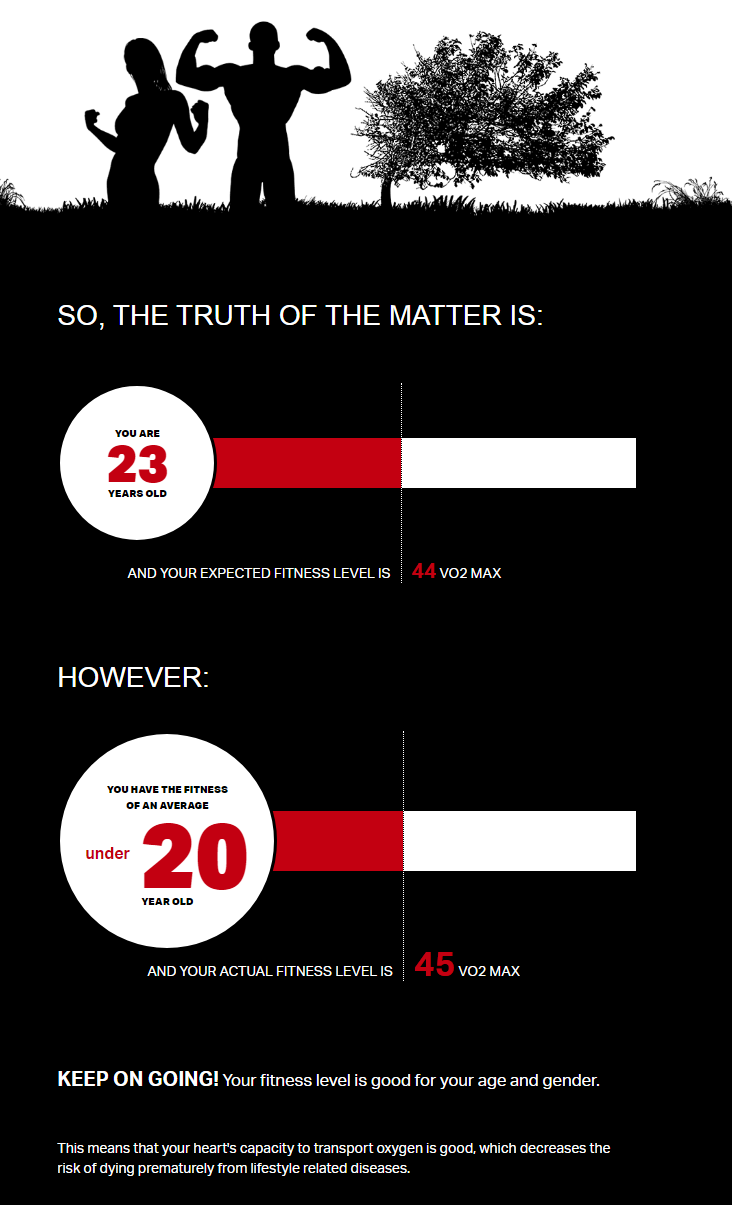 SO, THE TRUTH OF THE MATTER IS:
YOU ARE
23
YEARS OLD
AND YOUR EXPECTED FITNESS LEVEL IS 44 VO2 MAX
HOWEVER:
YOU HAVE THE FITNESS
OF AN AVERAGE
under 20
YEAR OLD
AND YOUR ACTUAL FITNESS LEVEL IS 45 VO2 MAX
KEEP ON GOING! Your fitness level is good for your age and gender.
This means that your heart's capacity to transport oxygen is good, which decreases the
risk of dying prematurely from lifestyle related diseases.